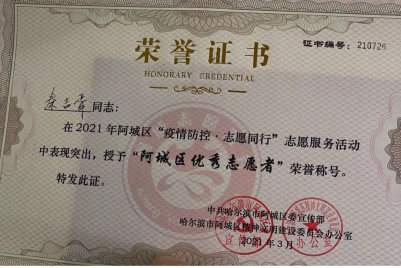 荣誉证书
证书编号：210726
HONORARY CREDENTIAL
同志：
在2021年阿城区“疫情防控·志愿同行”志愿服务活动
中表现突出，授予“阿城区优秀志愿者”荣誉称号。
特发此证。
中共哈尔滨市阿城区委宣传部
哈尔滨市阿城区精神文明建设委员会办公室
2021年3月